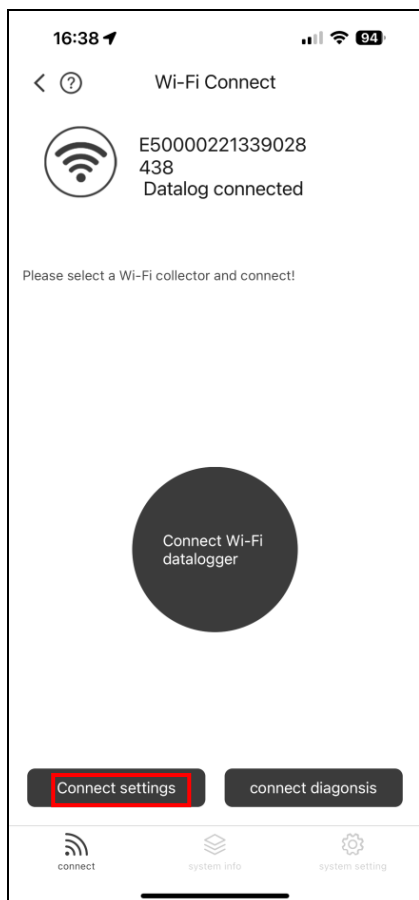 16:38
94
?
Wi-Fi Connect
E50000221339028
438
Datalog connected
Please select a Wi-Fi collector and connect!
Connect Wi-Fi
datalogger
Connect settings
connect diagonsis
connect
system info
system setting